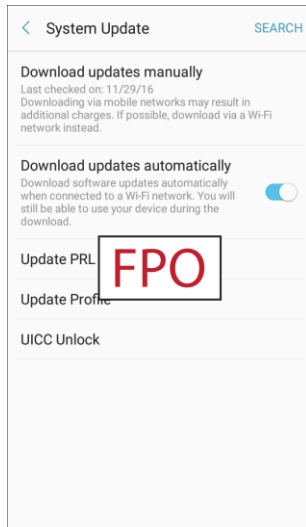 < System Update SEARCH
Download updates manually
Last checked on: 11/29/16
Downloading via mobile networks may result in
additional charges. If possible, download via a Wi-Fi
network instead.
Download updates automatically
Download software updates automatically
when connected to a Wi-Fi network. You will
still be able to use your device during the
download.
Update PRL
FPO
Update Profile
UICC Unlock